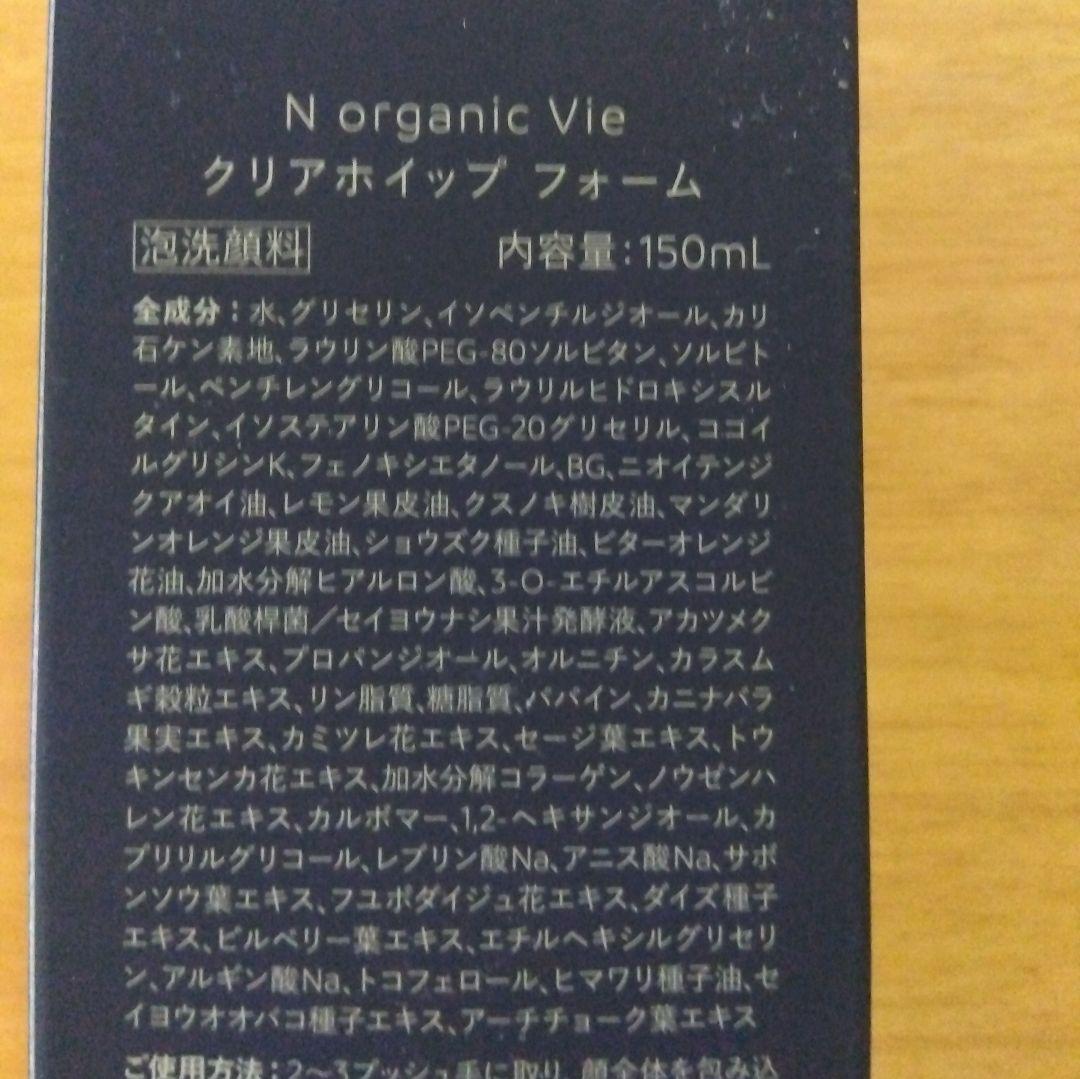 N organic Vie
クリアホイップ フォーム
泡洗顔料 内容量:150mL
全成分:水、グリセリン、イソペンチルジオール、カリ
石ケン素地、ラウリン酸PEG-80ソルビタン、ソルビト
ール、ペンチレングリコール、ラウリルヒドロキシスル
タイン、イソステアリン酸PEG-20グリセリル、ココイ
ルグリシンK、フェノキシエタノール、BG、ニオイテンジ
クアオイ油、レモン果皮油、クスノキ樹皮油、マンダリ
ンオレンジ果皮油、ショウズク種子油、ビターオレンジ
花油、加水分解ヒアルロン酸、3-O-エチルアスコルビ
ン酸、乳酸桿菌/セイヨウナシ果汁発酵液、アカツメク
サ花エキス、プロパンジオール、オルニチン、カラスム
ギ穀粒エキス、リン脂質、糖脂質、パパイン、カニナバラ
果実エキス、カミツレ花エキス、セージ葉エキス、トウ
キンセンカ花エキス、加水分解コラーゲン、ノウゼンハ
レン花エキス、カルボマー、1,2-ヘキサンジオール、カ
プリリルグリコール、レブリン酸Na、アニス酸Na、サボ
ンソウ葉エキス、フユボダイジュ花エキス、ダイズ種子
エキス、ビルベリー葉エキス、エチルヘキシルグリセリ
ン、アルギン酸Na、トコフェロール、ヒマワリ種子油、セ
イヨウオオバコ種子エキス、アーチチョーク葉エキス
ご使用方法:2〜3プッシュ手に取り、顔全体を包み込